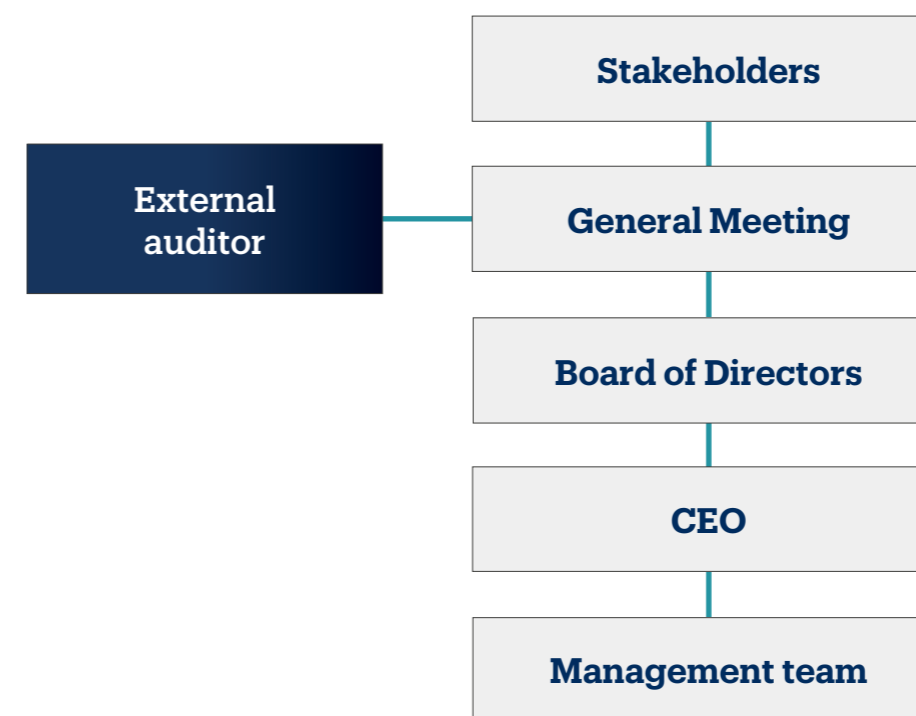 Stakeholders
External
auditor
General Meeting
Board of Directors
CEO
Management team